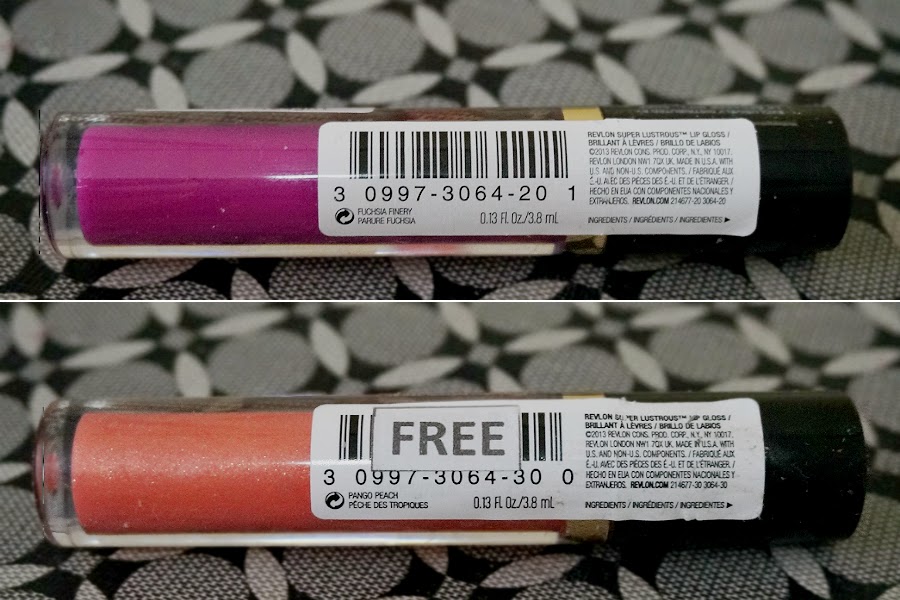 3 0997-3064-20 1
FUCHSIA FINERY
PARURE FUCHSIA
0.13 Fl. Oz./3.8 mL
REVLON SUPER LUSTROUS™ LIP GLOSS /
BRILLANT À LÈVRES / BRILLO DE LABIOS
©2013 REVLON CONS. PROD. CORP., N.Y., NY 10017,
REVLON LONDON NW1 7QX UK, MADE IN U.S.A. WITH
U.S. AND NON-U.S. COMPONENTS. / FABRIQUÉ AUX
É.-U. AVEC DES PIÈCES DES É.-U. ET DE L'ÉTRANGER. /
HECHO EN EUA CON COMPONENTES NACIONALES Y
EXTRANJEROS. REVLON.COM 214677-20 3064-20
INGREDIENTS / INGRÉDIENTS / INGREDIENTES ▶
FREE
3 0997-3064-30 0
PANGO PEACH
PÊCHE DES TROPIQUES
0.13 Fl. Oz./3.8 mL
REVLON SUPER LUSTROUS™ LIP GLOSS /
BRILLANT À LÈVRES / BRILLO DE LABIOS
©2013 REVLON CONS. PROD. CORP., N.Y., NY 10017,
REVLON LONDON NW1 7QX UK, MADE IN U.S.A. WITH
U.S. AND NON-U.S. COMPONENTS. / FABRIQUÉ AUX
É.-U. AVEC DES PIÈCES DES É.-U. ET DE L'ÉTRANGER. /
HECHO EN EUA CON COMPONENTES NACIONALES Y
EXTRANJEROS. REVLON.COM 214677-30 3064-30
INGREDIENTS / INGRÉDIENTS / INGREDIENTES ▶